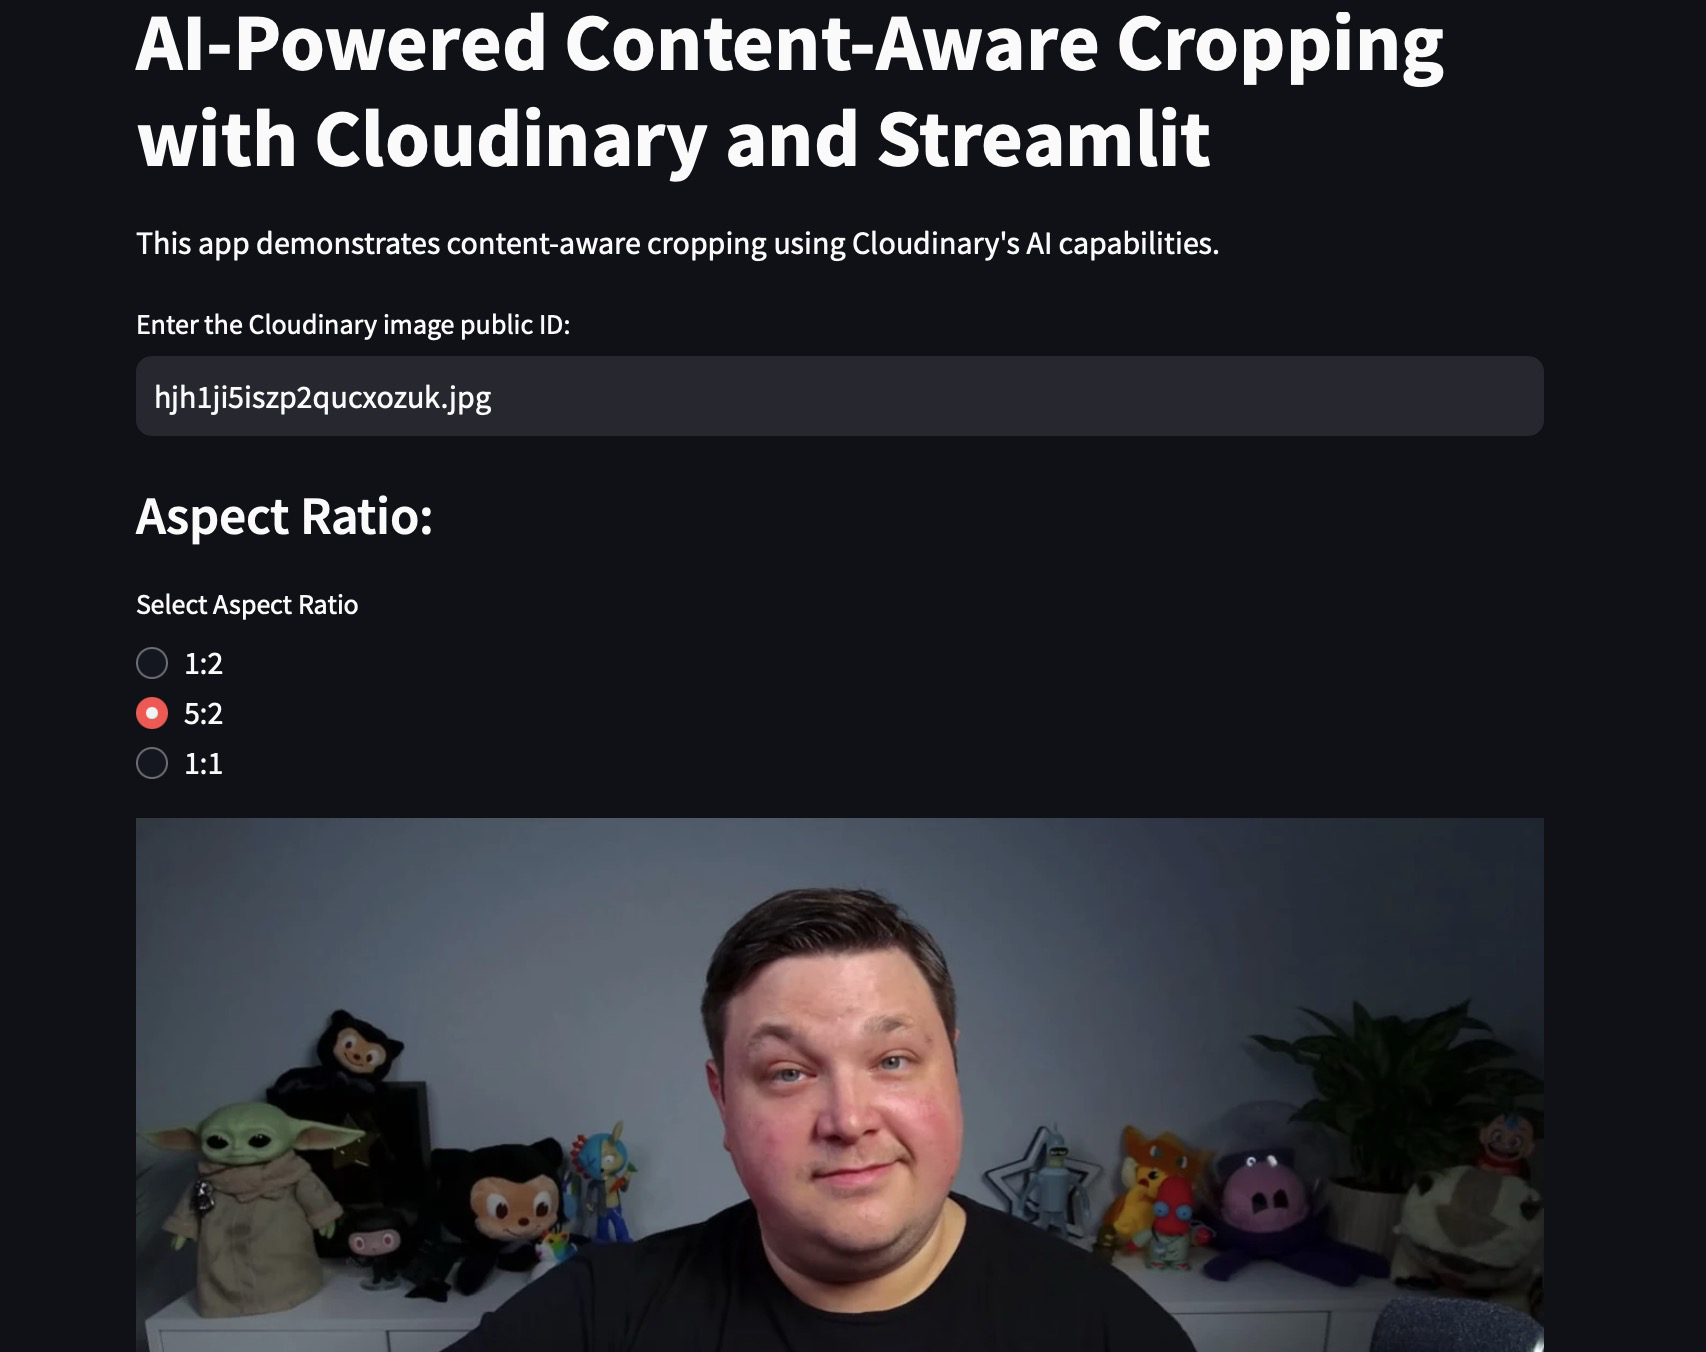 AI-Powered Content-Aware Cropping
with Cloudinary and Streamlit
This app demonstrates content-aware cropping using Cloudinary's AI capabilities.
Enter the Cloudinary image public ID:
hjh1ji5iszp2qucxozuk.jpg
Aspect Ratio:
Select Aspect Ratio
1:2
5:2
1:1